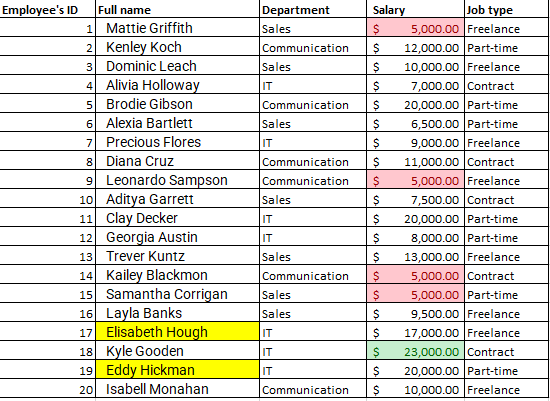 Employee's ID Full name Department Salary Job type
1 Mattie Griffith Sales $ 5,000.00 Freelance
2 Kenley Koch Communication $ 12,000.00 Part-time
3 Dominic Leach Sales $ 10,000.00 Freelance
4 Alivia Holloway IT $ 7,000.00 Contract
5 Brodie Gibson Communication $ 20,000.00 Part-time
6 Alexia Bartlett Sales $ 6,500.00 Part-time
7 Precious Flores IT $ 9,000.00 Freelance
8 Diana Cruz Communication $ 11,000.00 Contract
9 Leonardo Sampson Communication $ 5,000.00 Freelance
10 Aditya Garrett Sales $ 7,500.00 Contract
11 Clay Decker IT $ 20,000.00 Part-time
12 Georgia Austin IT $ 8,000.00 Part-time
13 Trever Kuntz Sales $ 13,000.00 Freelance
14 Kailey Blackmon Communication $ 5,000.00 Contract
15 Samantha Corrigan Sales $ 5,000.00 Part-time
16 Layla Banks Sales $ 9,500.00 Freelance
17 Elisabeth Hough IT $ 17,000.00 Freelance
18 Kyle Gooden IT $ 23,000.00 Contract
19 Eddy Hickman IT $ 20,000.00 Part-time
20 Isabell Monahan Communication $ 10,000.00 Freelance